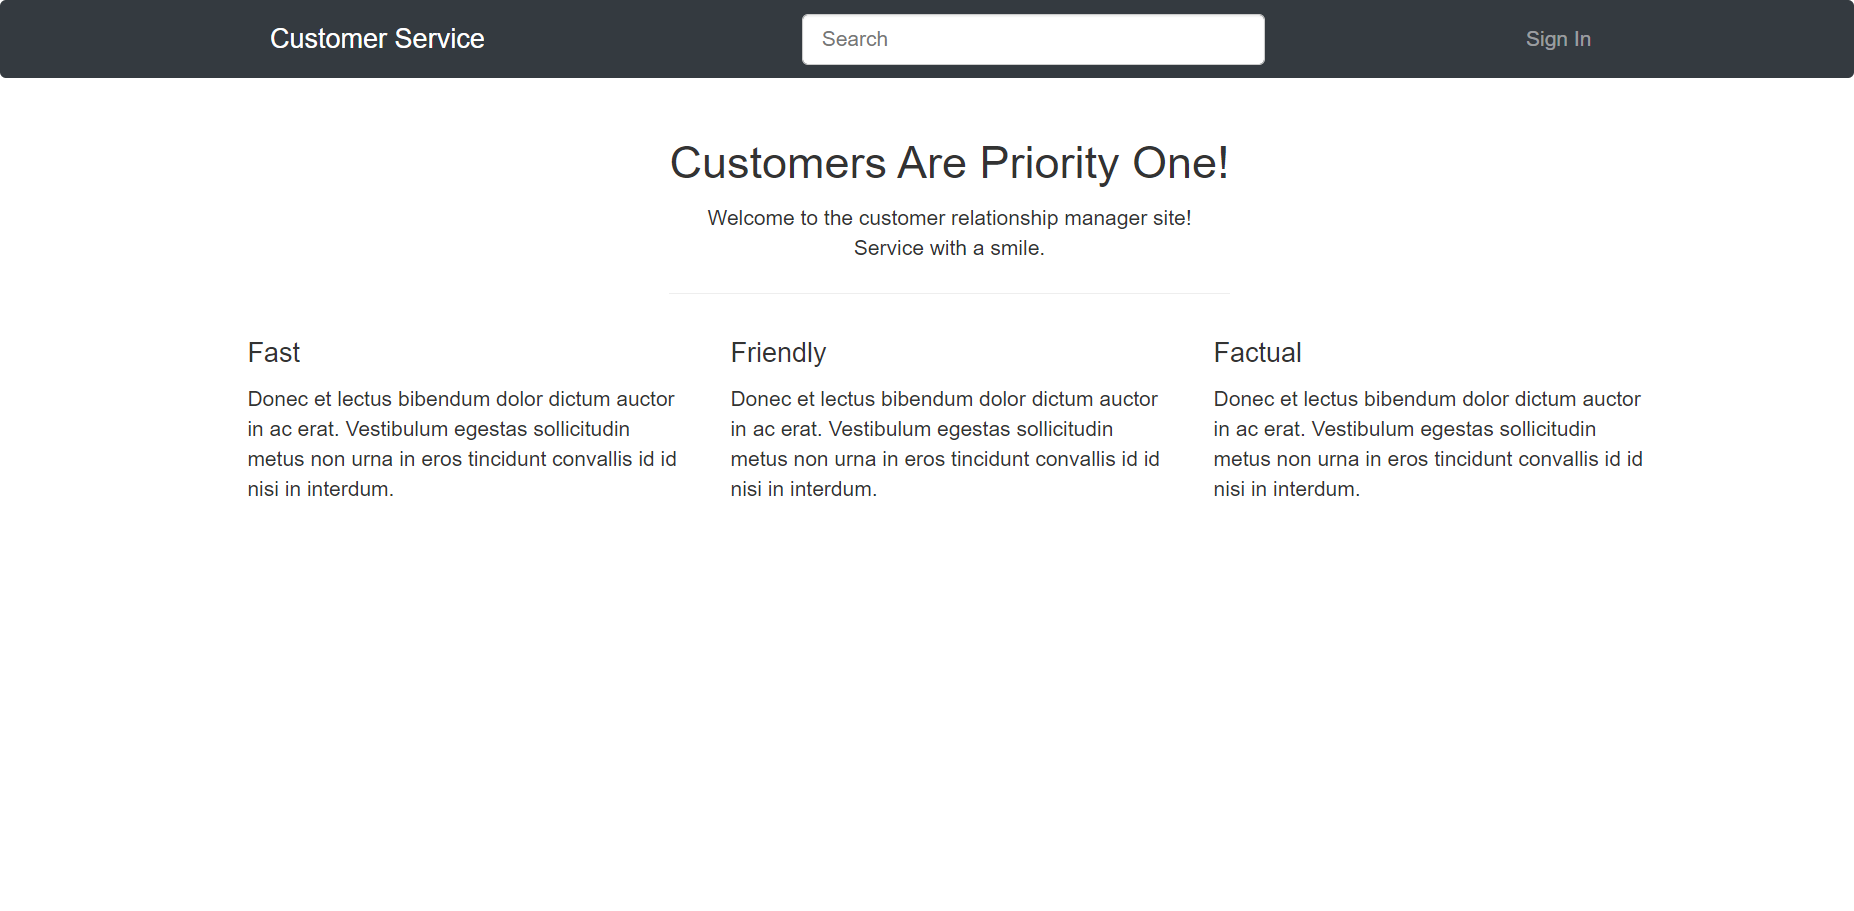 Customer Service
Search
Sign In
Customers Are Priority One!
Welcome to the customer relationship manager site!
Service with a smile.
Fast
Donec et lectus bibendum dolor dictum auctor
in ac erat. Vestibulum egestas sollicitudin
metus non urna in eros tincidunt convallis id id
nisi in interdum.
Friendly
Donec et lectus bibendum dolor dictum auctor
in ac erat. Vestibulum egestas sollicitudin
metus non urna in eros tincidunt convallis id id
nisi in interdum.
Factual
Donec et lectus bibendum dolor dictum auctor
in ac erat. Vestibulum egestas sollicitudin
metus non urna in eros tincidunt convallis id id
nisi in interdum.